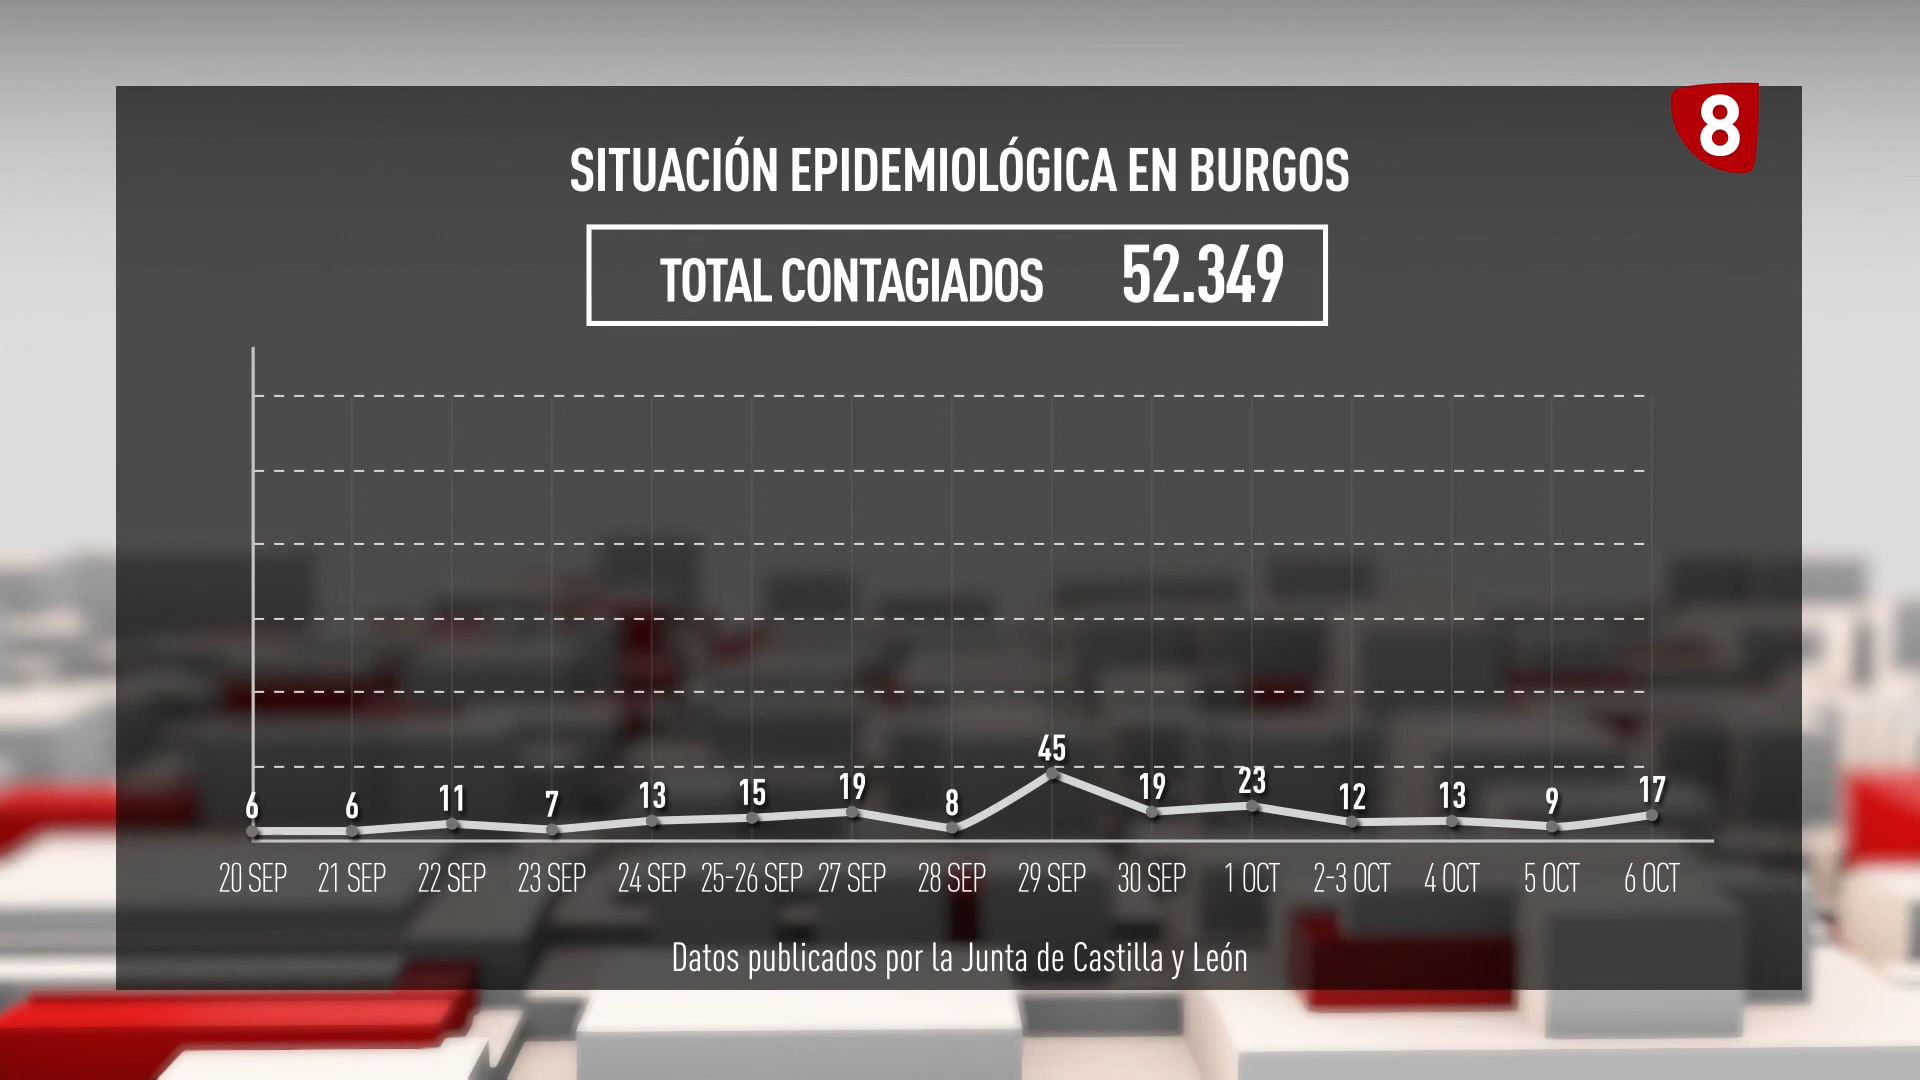 8
SITUACIÓN EPIDEMIOLÓGICA EN BURGOS
TOTAL CONTAGIADOS 52.349
6 6 11 7 13 15 19 8 45 19 23 12 13 9 17
20 SEP 21 SEP 22 SEP 23 SEP 24 SEP 25-26 SEP 27 SEP 28 SEP 29 SEP 30 SEP 1 OCT 2-3 OCT 4 OCT 5 OCT 6 OCT
Datos publicados por la Junta de Castilla y León